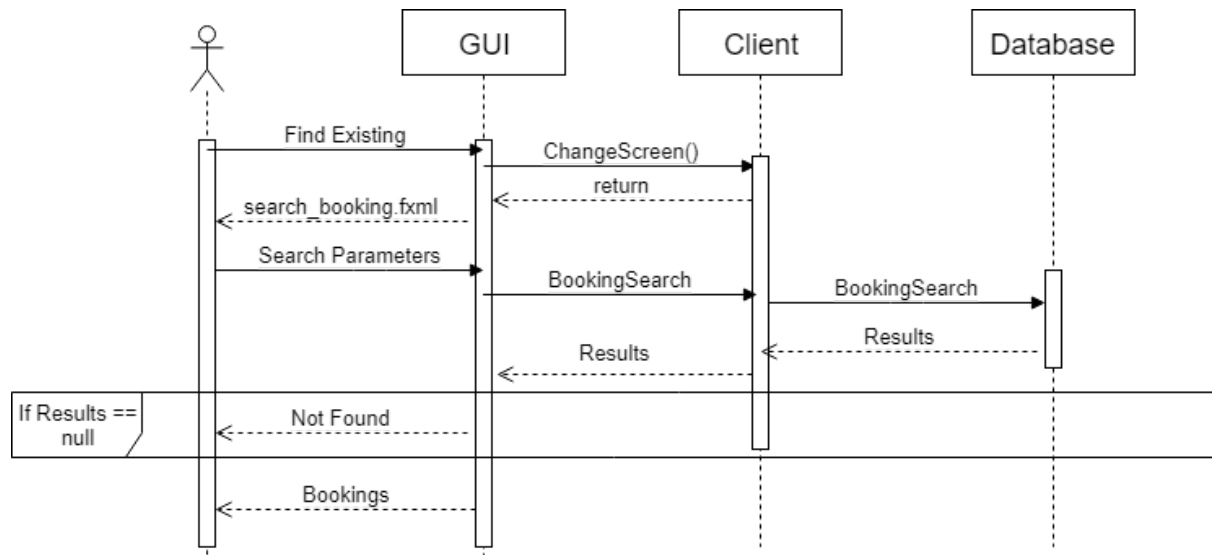 GUI
Client
Database
Find Existing
ChangeScreen()
return
search_booking.fxml
Search Parameters
BookingSearch
BookingSearch
Results
Results
If Results ==
null
Not Found
Bookings